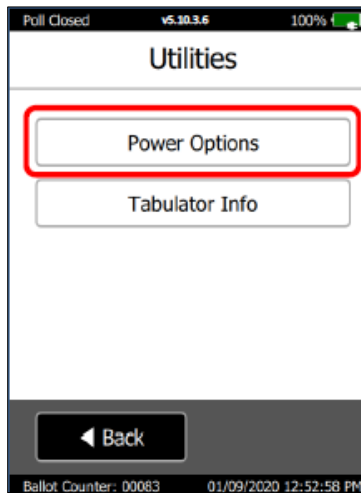 Poll Closed v5.10.3.6 100%
Utilities
Power Options
Tabulator Info
Back
Ballot Counter: 00083 01/09/2020 12:52:58 PM